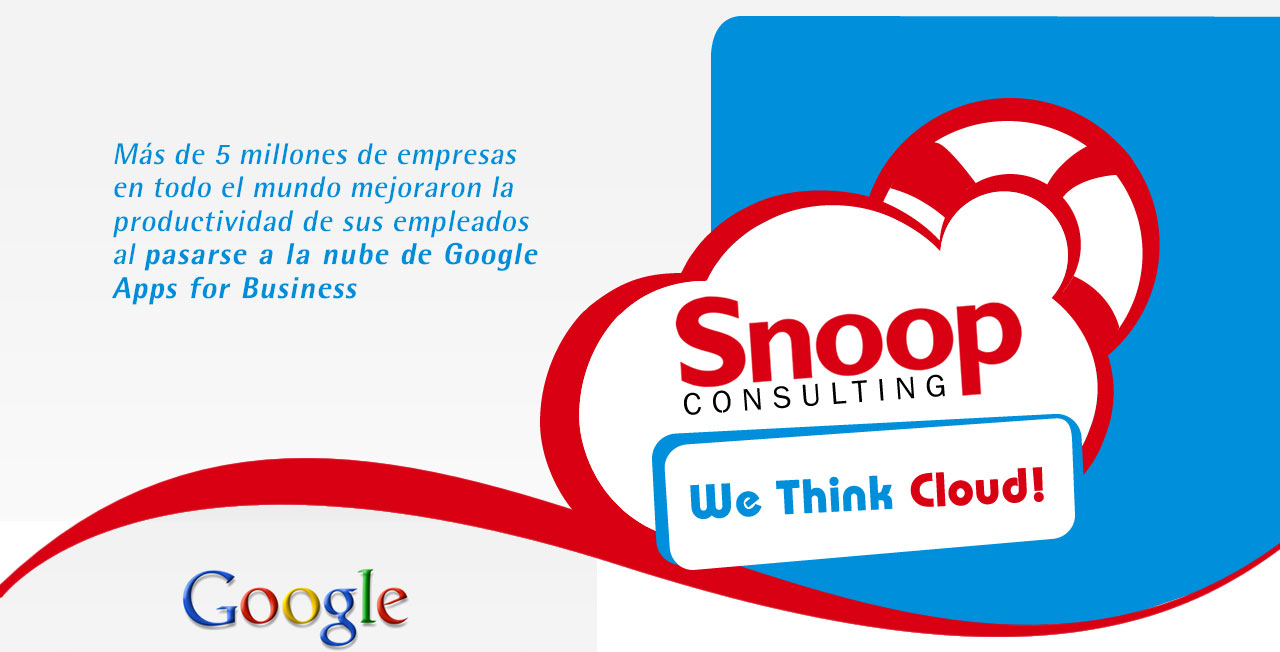 Más de 5 millones de empresas
en todo el mundo mejoraron la
productividad de sus empleados
al pasarse a la nube de Google
Apps for Business
Snoop
CONSULTING
We Think Cloud!
Google